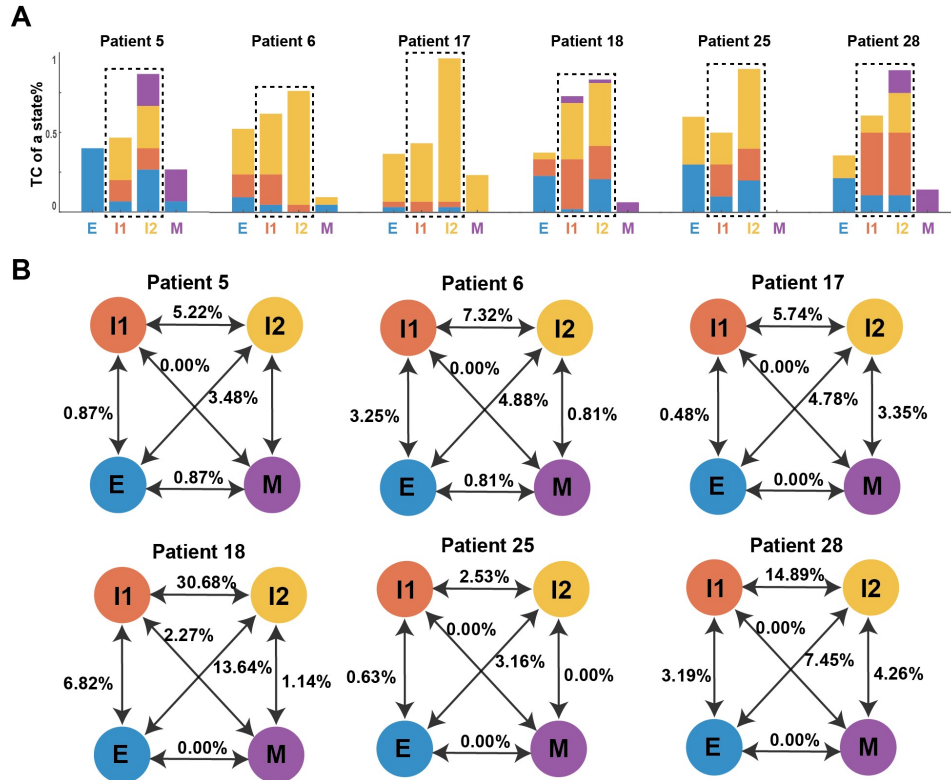 A
Patient 5 Patient 6 Patient 17 Patient 18 Patient 25 Patient 28
TC of a state%
1
0.5
0
E I1 I2 M E I1 I2 M E I1 I2 M E I1 I2 M E I1 I2 M E I1 I2 M
B
Patient 5
I1 5.22% I2
0.00%
0.87% 3.48%
E 0.87% M
Patient 6
I1 7.32% I2
0.00%
3.25% 4.88% 0.81%
E 0.81% M
Patient 17
I1 5.74% I2
0.00%
0.48% 4.78% 3.35%
E 0.00% M
Patient 18
I1 30.68% I2
2.27%
6.82% 13.64% 1.14%
E 0.00% M
Patient 25
I1 2.53% I2
0.00%
0.63% 3.16% 0.00%
E 0.00% M
Patient 28
I1 14.89% I2
0.00%
3.19% 7.45% 4.26%
E 0.00% M